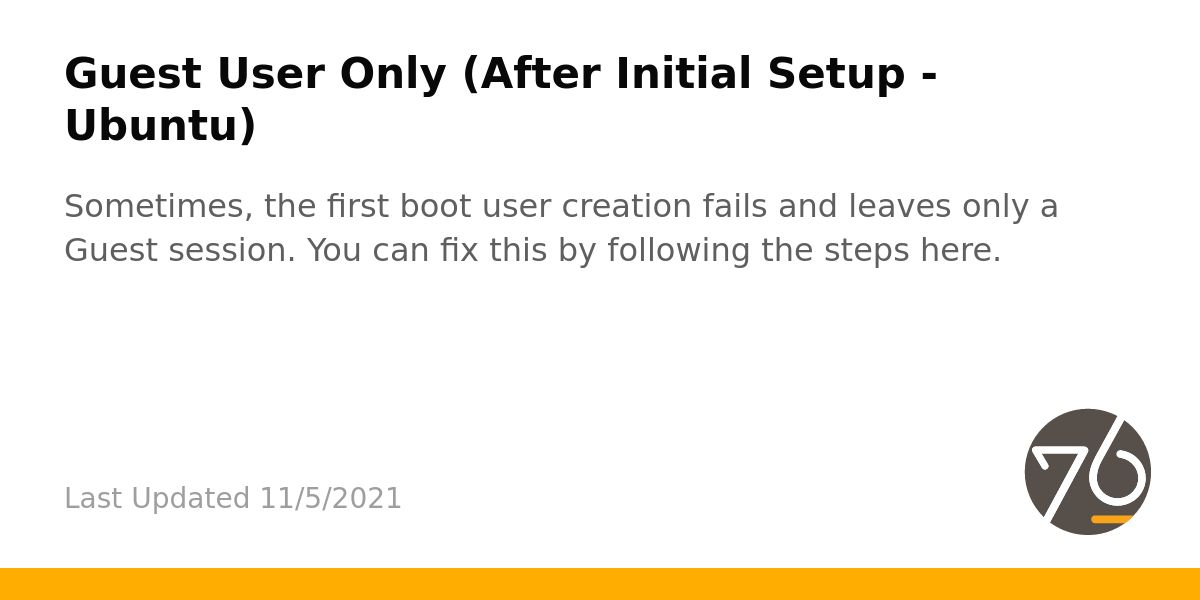 Guest User Only (After Initial Setup -
Ubuntu)
Sometimes, the first boot user creation fails and leaves only a
Guest session. You can fix this by following the steps here.
Last Updated 11/5/2021
76